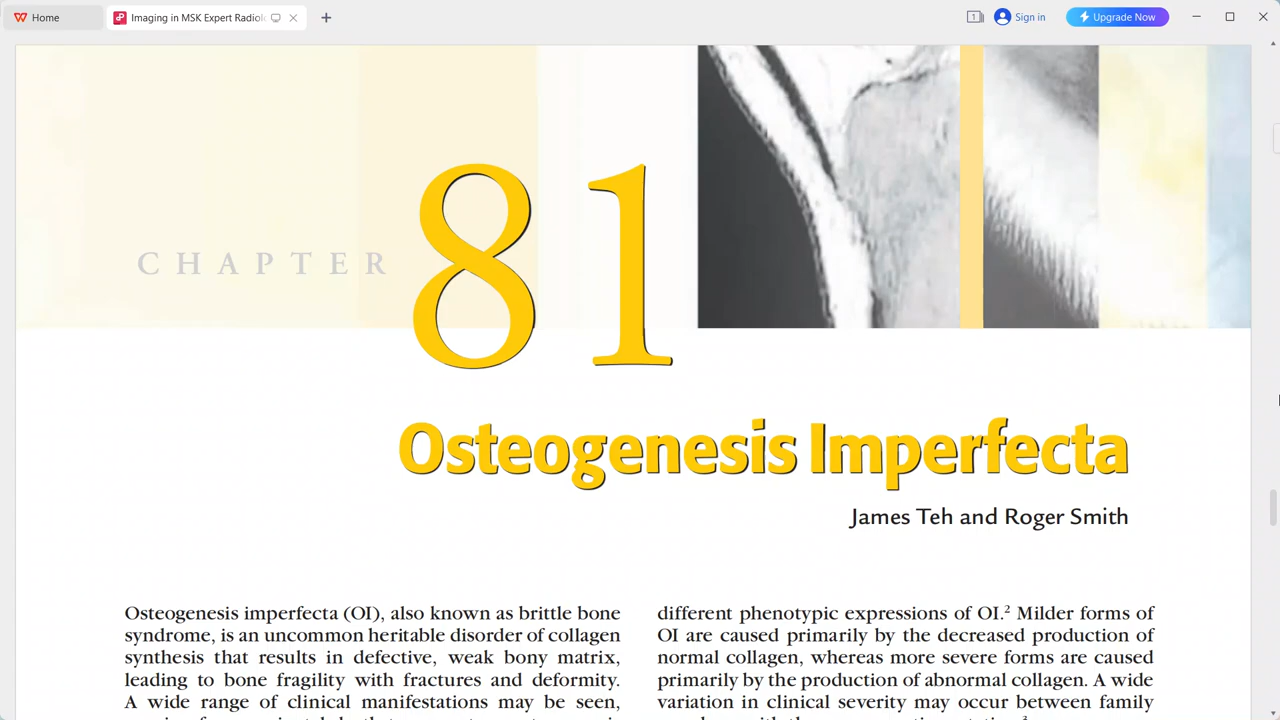 Home
Imaging in MSK Expert Radiol
1
Sign in
Upgrade Now
CHAPTER 81
Osteogenesis Imperfecta
James Teh and Roger Smith
Osteogenesis imperfecta (OI), also known as brittle bone
syndrome, is an uncommon heritable disorder of collagen
synthesis that results in defective, weak bony matrix,
leading to bone fragility with fractures and deformity.
A wide range of clinical manifestations may be seen,
different phenotypic expressions of OI.² Milder forms of
OI are caused primarily by the decreased production of
normal collagen, whereas more severe forms are caused
primarily by the production of abnormal collagen. A wide
variation in clinical severity may occur between family